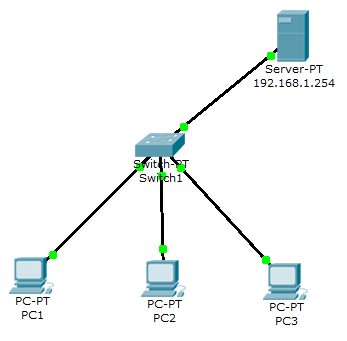 Server-PT
192.168.1.254
Switch-PT
Switch1
PC-PT
PC1
PC-PT
PC2
PC-PT
PC3